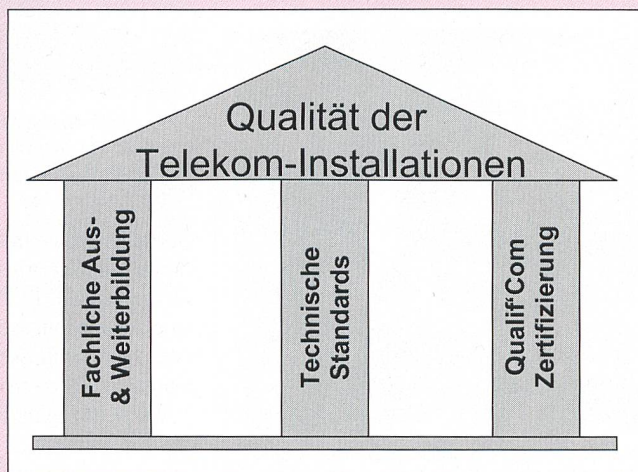 Qualität der
Telekom-Installationen
Fachliche Aus-
& Weiterbildung
Technische
Standards
Qualif'Com
Zertifizierung